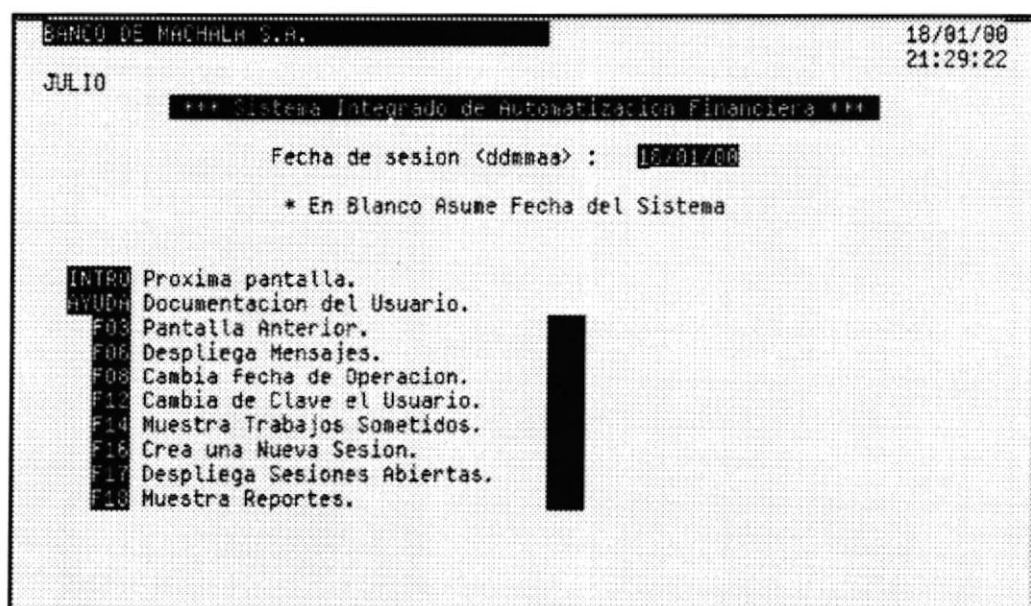 BANCO DE MACHALA S.A. 18/01/00
21:29:22
JULIO
*** Sistema Integrado de Automatizacion Financiera ***
Fecha de sesion <ddmmaa> : 18/01/00
* En Blanco Asume Fecha del Sistema
INTRO Proxima pantalla.
AYUDA Documentacion del Usuario.
F03 Pantalla Anterior.
F06 Despliega Mensajes.
F08 Cambia fecha de Operacion.
F12 Cambia de Clave el Usuario.
F14 Muestra Trabajos Sometidos.
F16 Crea una Nueva Sesion.
F17 Despliega Sesiones Abiertas.
F18 Muestra Reportes.